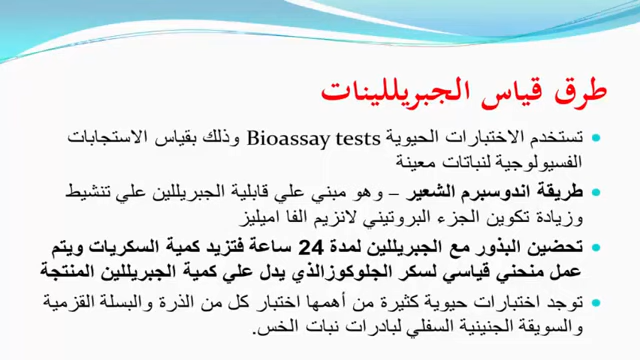 طرق قياس الجبريللينات
تستخدم الاختبارات الحيوية Bioassay tests وذلك بقياس الاستجابات
الفسيولوجية لنباتات معينة
طريقة اندوسبرم الشعير – وهو مبني علي قابلية الجبريللين علي تنشيط
وزيادة تكوين الجزء البروتيني لانزيم الفا اميليز
تحضين البذور مع الجبريللين لمدة 24 ساعة فتزيد كمية السكريات ويتم
عمل منحني قياسي لسكر الجلوكوزالذي يدل علي كمية الجبريللين المنتجة
توجد اختبارات حيوية كثيرة من أهمها اختبار كل من الذرة والبسلة القزمية
والسويقة الجنينية السفلي لبادرات نبات الخس.